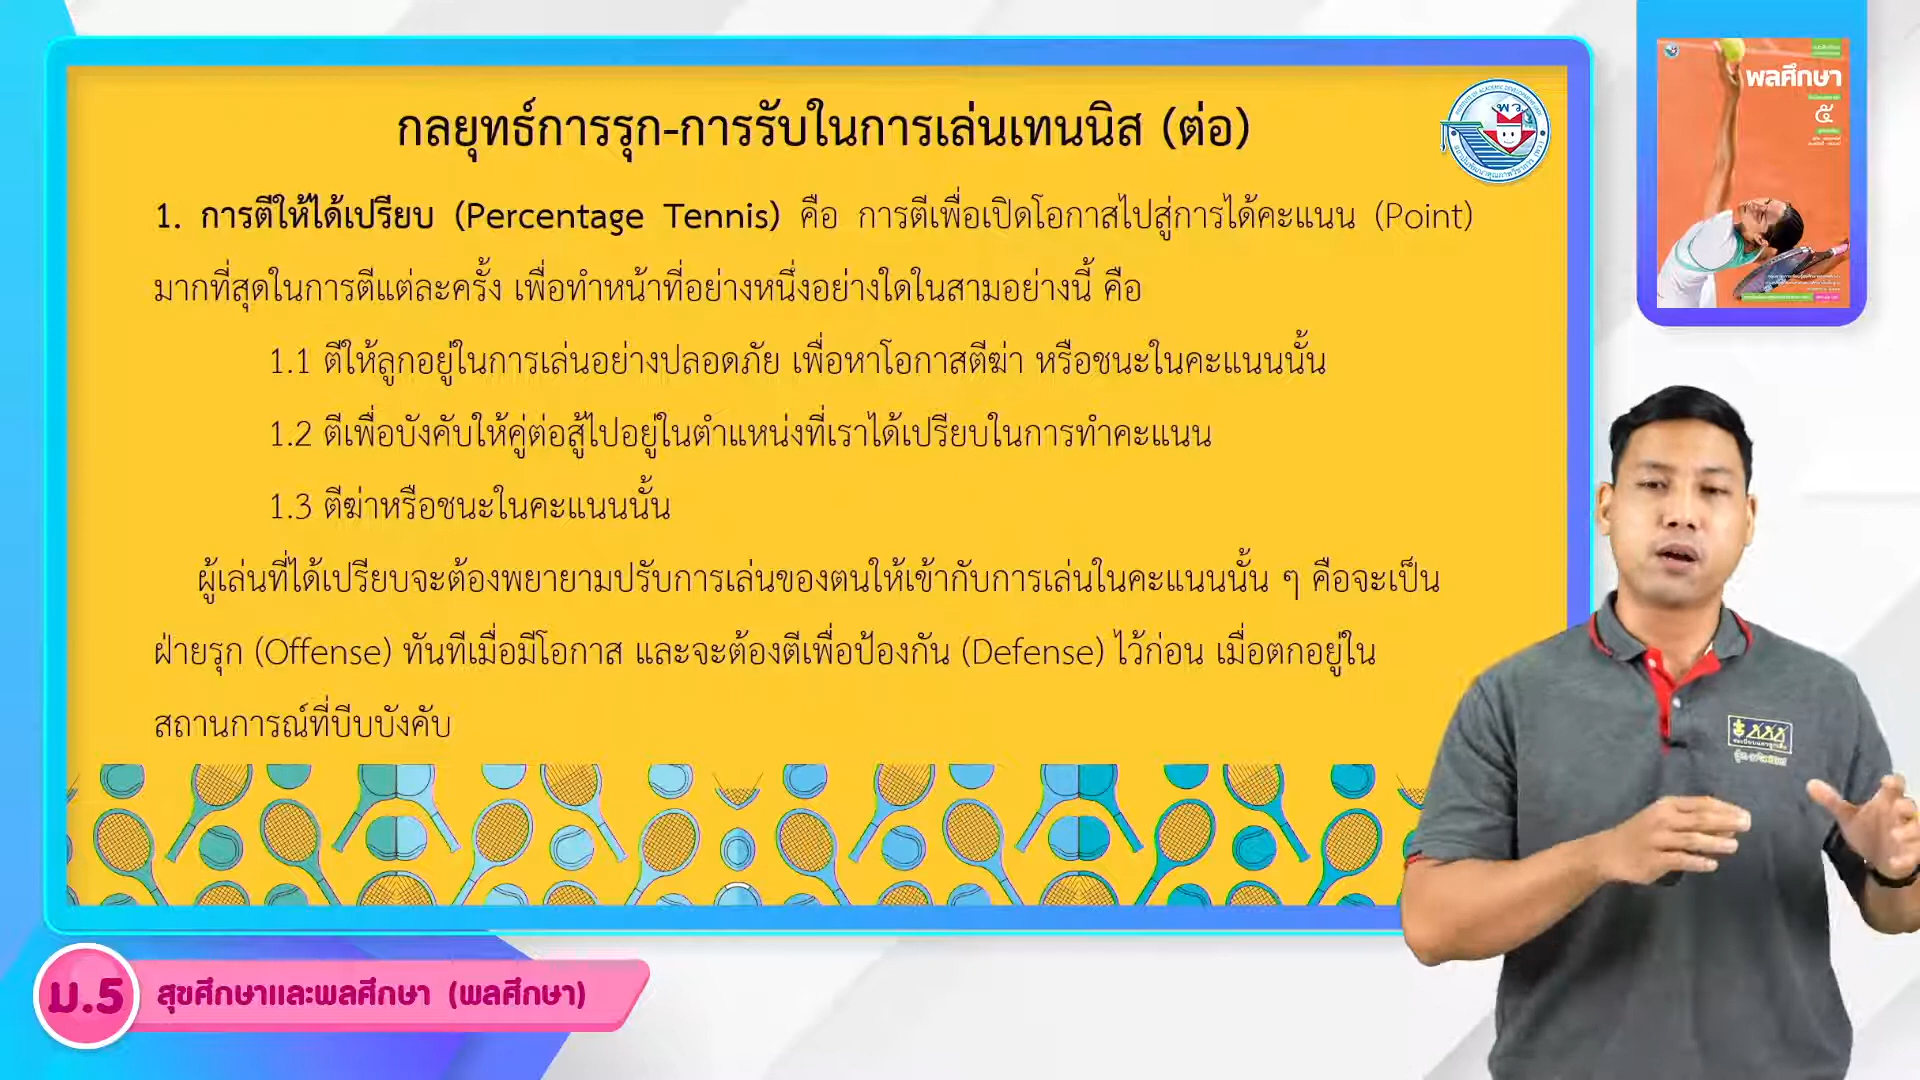 กลยุทธ์การรุก-การรับในการเล่นเทนนิส (ต่อ)
1. การตีให้ได้เปรียบ (Percentage Tennis) คือ การตีเพื่อเปิดโอกาสไปสู่การได้คะแนน (Point)
มากที่สุดในการตีแต่ละครั้ง เพื่อทำหน้าที่อย่างหนึ่งอย่างใดในสามอย่างนี้ คือ
1.1 ตีให้ลูกอยู่ในการเล่นอย่างปลอดภัย เพื่อหาโอกาสตีฆ่า หรือชนะในคะแนนนั้น
1.2 ตีเพื่อบังคับให้คู่ต่อสู้ไปอยู่ในตำแหน่งที่เราได้เปรียบในการทำคะแนน
1.3 ตีฆ่าหรือชนะในคะแนนนั้น
ผู้เล่นที่ได้เปรียบจะต้องพยายามปรับการเล่นของตนให้เข้ากับการเล่นในคะแนนนั้น ๆ คือจะเป็น
ฝ่ายรุก (Offense) ทันทีเมื่อมีโอกาส และจะต้องตีเพื่อป้องกัน (Defense) ไว้ก่อน เมื่อตกอยู่ใน
สถานการณ์ที่บีบบังคับ
พว.
พลศึกษา
๕
ม.5 สุขศึกษาและพลศึกษา (พลศึกษา)